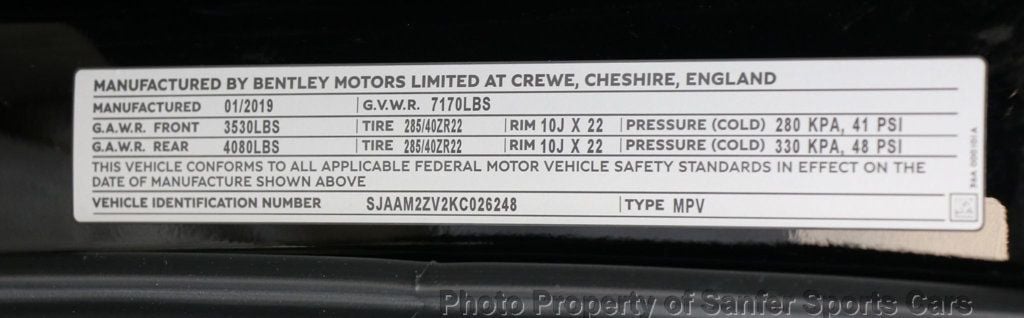 MANUFACTURED BY BENTLEY MOTORS LIMITED AT CREWE, CHESHIRE, ENGLAND
MANUFACTURED 01/2019 G.V.W.R. 7170LBS
G.A.W.R. FRONT 3530LBS TIRE 285/40ZR22 RIM 10J X 22 PRESSURE (COLD) 280 KPA, 41 PSI
G.A.W.R. REAR 4080LBS TIRE 285/40ZR22 RIM 10J X 22 PRESSURE (COLD) 330 KPA, 48 PSI
THIS VEHICLE CONFORMS TO ALL APPLICABLE FEDERAL MOTOR VEHICLE SAFETY STANDARDS IN EFFECT ON THE
DATE OF MANUFACTURE SHOWN ABOVE
VEHICLE IDENTIFICATION NUMBER SJAAM2ZV2KC026248 TYPE MPV
Photo Property of Sanfer Sports Cars